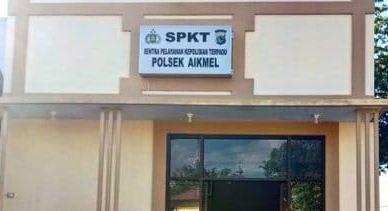 SPKT
SENTRA PELAYANAN KEPOLISIAN TERPADU
POLSEK AIKMEL